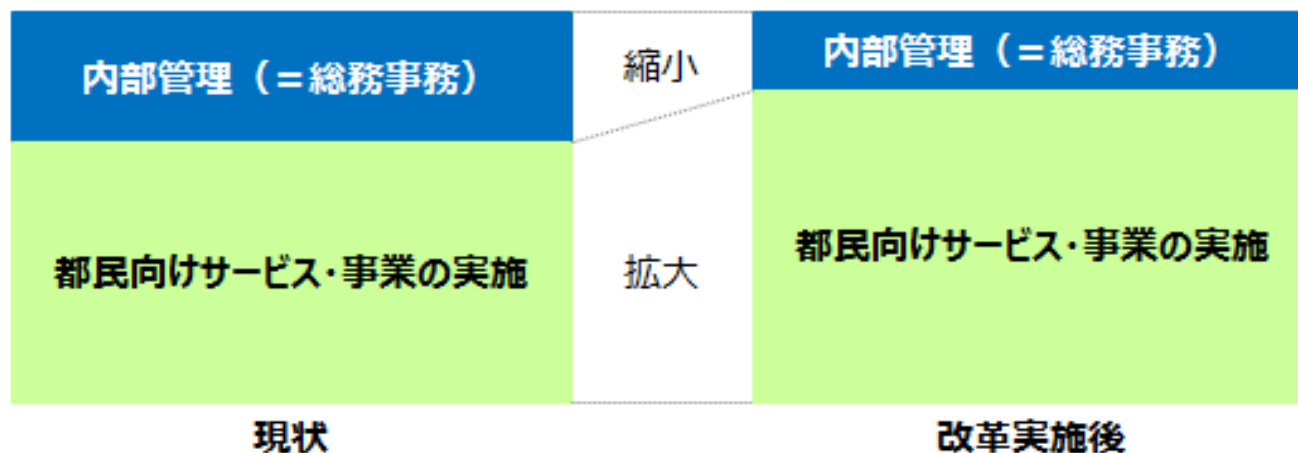 内部管理（＝総務事務）
縮小
内部管理（＝総務事務）
都民向けサービス・事業の実施
拡大
都民向けサービス・事業の実施
現状
改革実施後